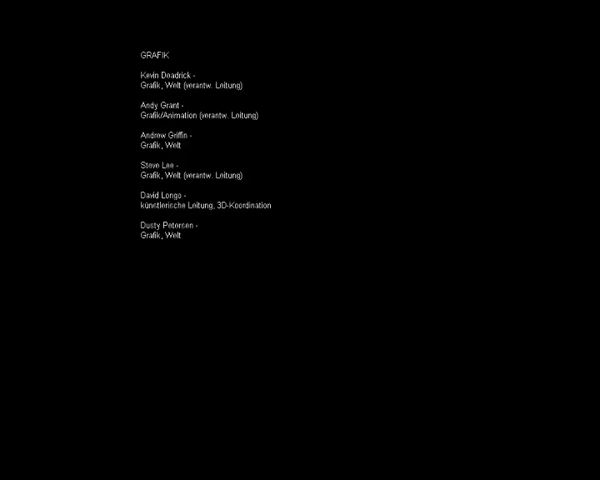 GRAFIK
Kevin Deadrick -
Grafik, Welt (verantw. Leitung)
Andy Grant -
Grafik/Animation (verantw. Leitung)
Andrew Griffin -
Grafik, Welt
Steve Lee -
Grafik, Welt (verantw. Leitung)
David Longo -
künstlerische Leitung, 3D-Koordination
Dusty Peterson -
Grafik, Welt